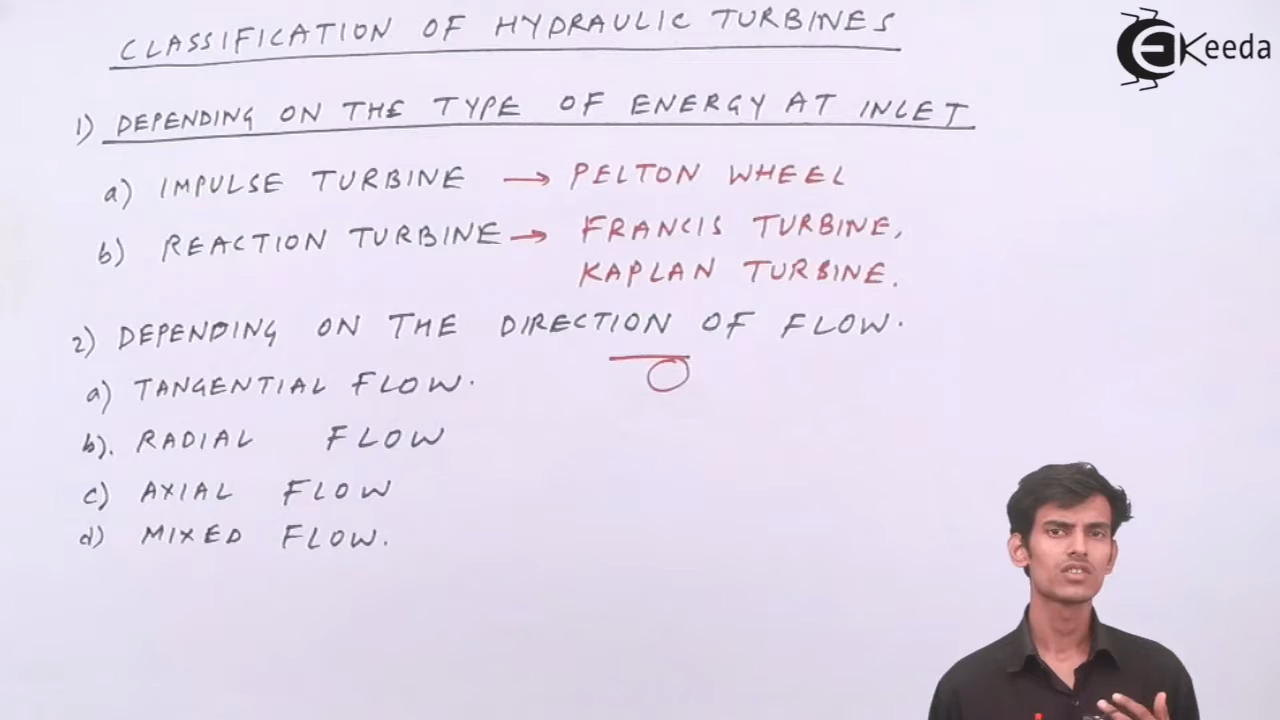 CLASSIFICATION OF HYDRAULIC TURBINES
EKeeda
1) DEPENDING ON THE TYPE OF ENERGY AT INLET
a) IMPULSE TURBINE → PELTON WHEEL
b) REACTION TURBINE → FRANCIS TURBINE,
KAPLAN TURBINE.
2) DEPENDING ON THE DIRECTION OF FLOW.
a) TANGENTIAL FLOW.
b). RADIAL FLOW
c) AXIAL FLOW
d) MIXED FLOW.